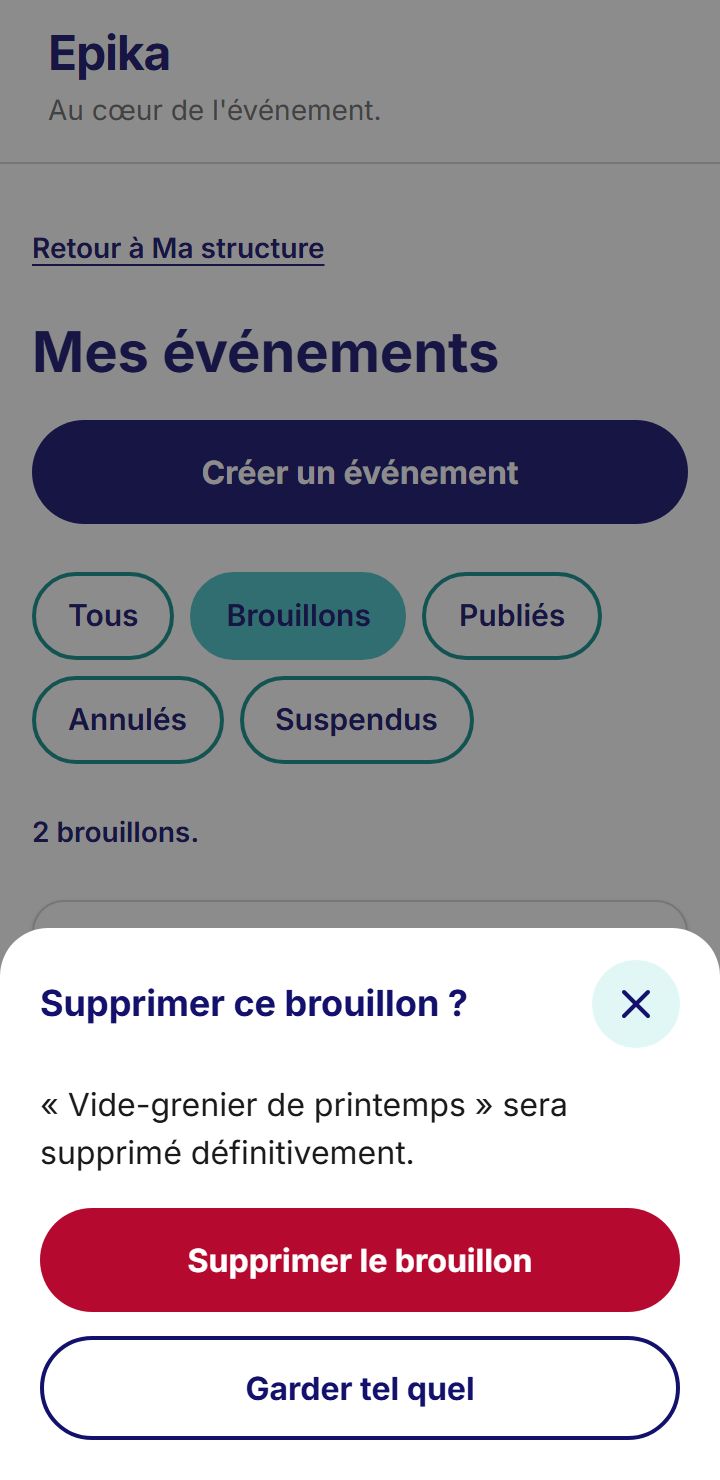 Epika
Au cœur de l'événement.
Retour à Ma structure
Mes événements
Créer un événement
Tous
Brouillons
Publiés
Annulés
Suspendus
2 brouillons.
Supprimer ce brouillon ?
« Vide-grenier de printemps » sera
supprimé définitivement.
Supprimer le brouillon
Garder tel quel